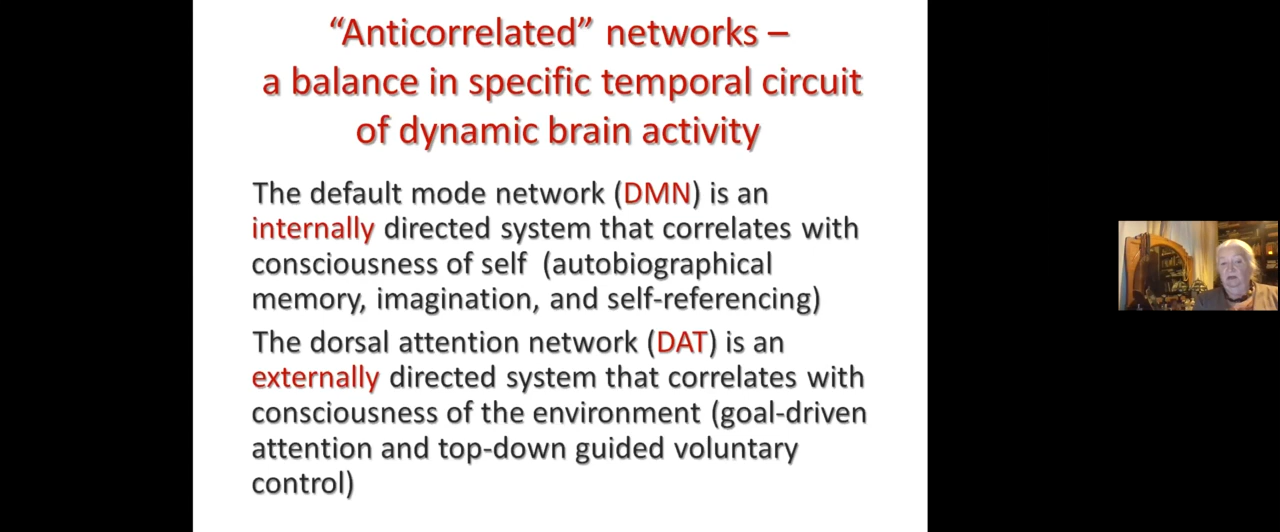 “Anticorrelated” networks –
a balance in specific temporal circuit
of dynamic brain activity
The default mode network (DMN) is an
internally directed system that correlates with
consciousness of self (autobiographical
memory, imagination, and self-referencing)
The dorsal attention network (DAT) is an
externally directed system that correlates with
consciousness of the environment (goal-driven
attention and top-down guided voluntary
control)